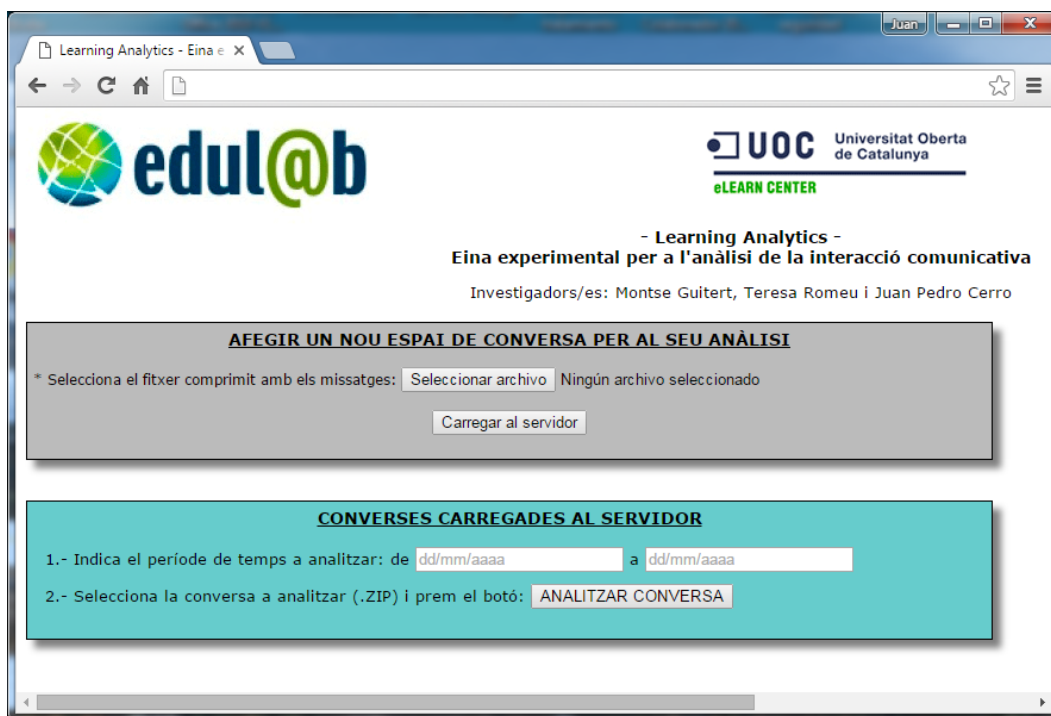 Juan
Learning Analytics - Eina e
edul@b
UOC
Universitat Oberta
de Catalunya
eLEARN CENTER
- Learning Analytics -
Eina experimental per a l'anàlisi de la interacció comunicativa
Investigadors/es: Montse Guitert, Teresa Romeu i Juan Pedro Cerro
AFEGIR UN NOU ESPAI DE CONVERSA PER AL SEU ANÀLISI
* Selecciona el fitxer comprimit amb els missatges: Seleccionar archivo Ningún archivo seleccionado
Carregar al servidor
CONVERSES CARREGADES AL SERVIDOR
1.- Indica el període de temps a analitzar: de dd/mm/aaaa a dd/mm/aaaa
2.- Selecciona la conversa a analitzar (.ZIP) i prem el botó: ANALITZAR CONVERSA